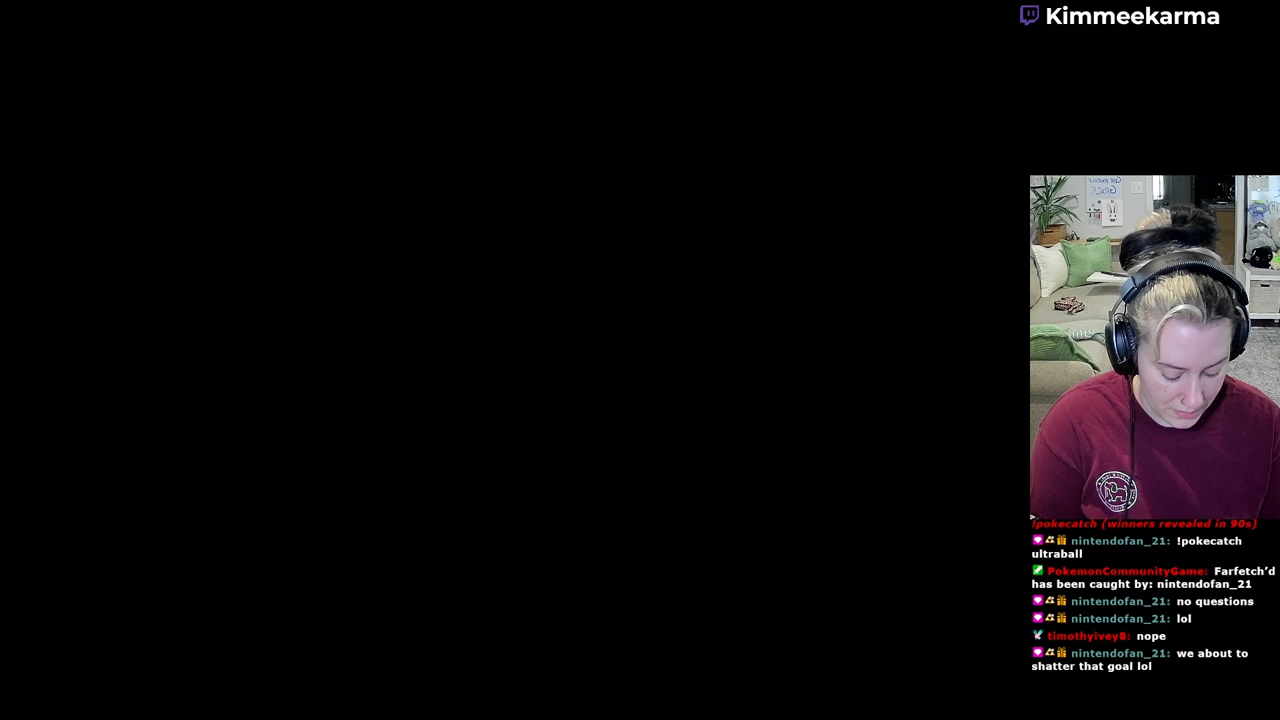 Kimmeekarma
!pokecatch (winners revealed in 90s)
nintendofan_21: !pokecatch
ultraball
PokemonCommunityGame: Farfetch’d
has been caught by: nintendofan_21
nintendofan_21: no questions
nintendofan_21: lol
timothyivey8: nope
nintendofan_21: we about to
shatter that goal lol